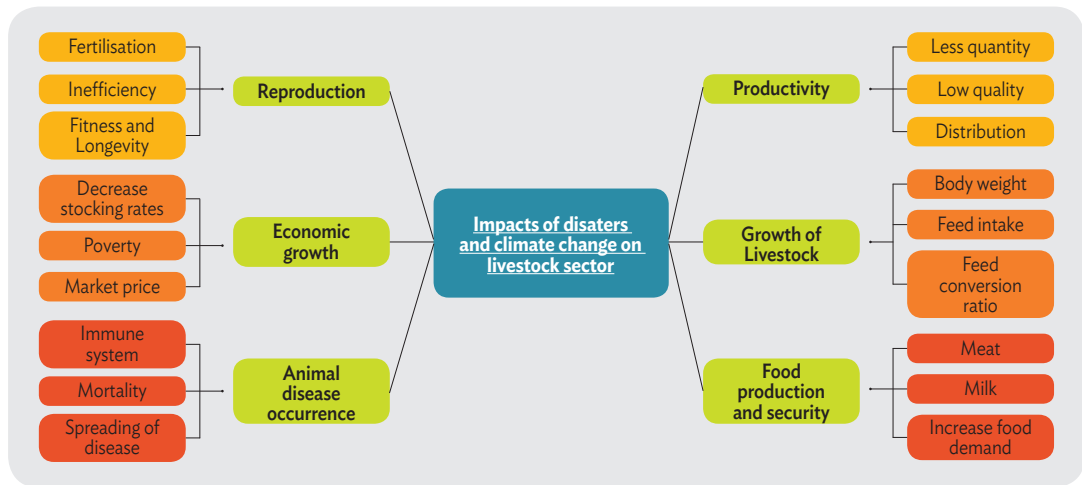 Fertilisation
Inefficiency
Fitness and
Longevity
Reproduction
Decrease
stocking rates
Poverty
Market price
Economic
growth
Immune
system
Mortality
Spreading of
disease
Animal
disease
occurrence
Impacts of disaters
and climate change on
livestock sector
Productivity
Less quantity
Low quality
Distribution
Growth of
Livestock
Body weight
Feed intake
Feed
conversion
ratio
Food
production
and security
Meat
Milk
Increase food
demand